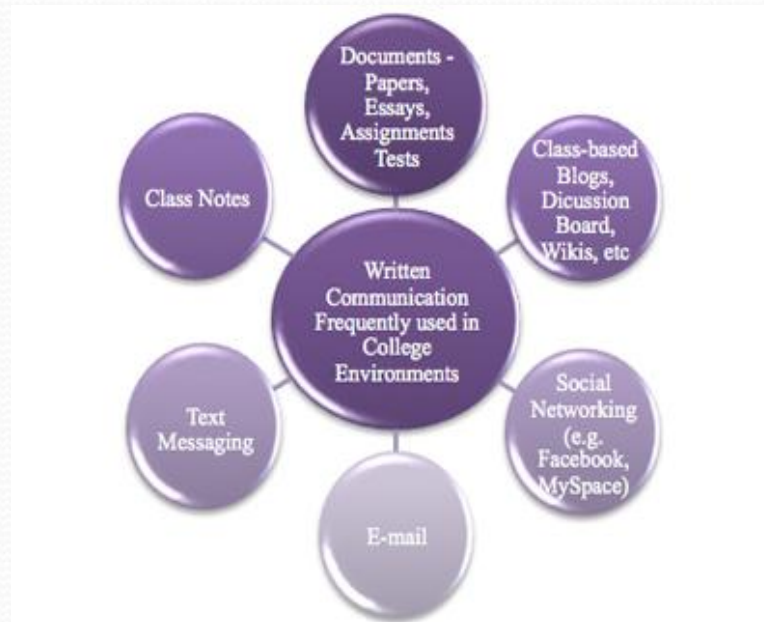 Documents -
Papers,
Essays,
Assignments
Tests
Class-based
Blogs,
Dicussion
Board,
Wikis, etc
Class Notes
Written
Communication
Frequently used in
College
Environments
Text
Messaging
Social
Networking
(e.g.
Facebook,
MySpace)
E-mail